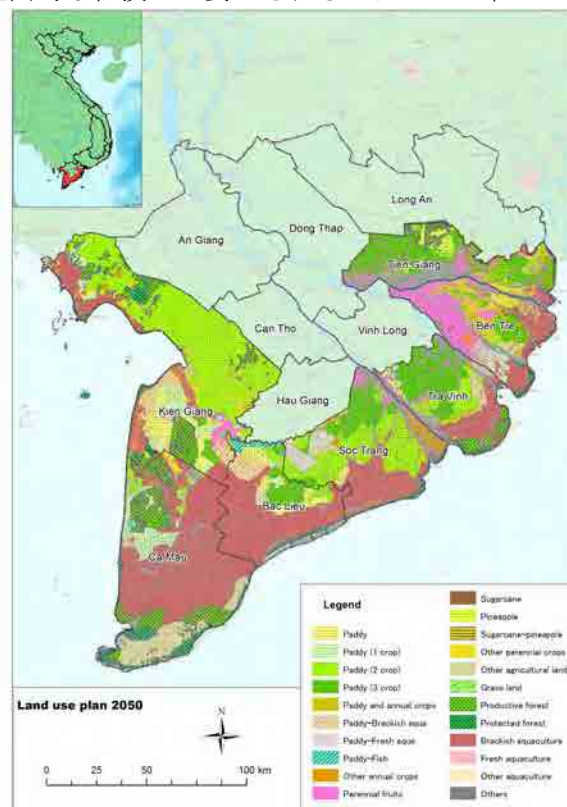 Long An
Dong Thap
An Giang
Tien Giang
Can Tho
Vinh Long
Ben Tre
Hau Giang
Tra Vinh
Kien Giang
Soc Trang
Bac Lieu
Ca Mau
Land use plan 2050
N
0 25 50 100 km
Legend
Paddy
Paddy (1 crop)
Paddy (2 crop)
Paddy (3 crop)
Paddy and annual crops
Paddy-Brackish aqua
Paddy-Fresh aqua
Paddy-Fish
Other annual crops
Perennial fruits
Sugarcane
Pineapple
Sugarcane-pineapple
Other perennial crops
Other agricultural land
Grass land
Productive forest
Protected forest
Brackish aquaculture
Fresh aquaculture
Other aquaculture
Others